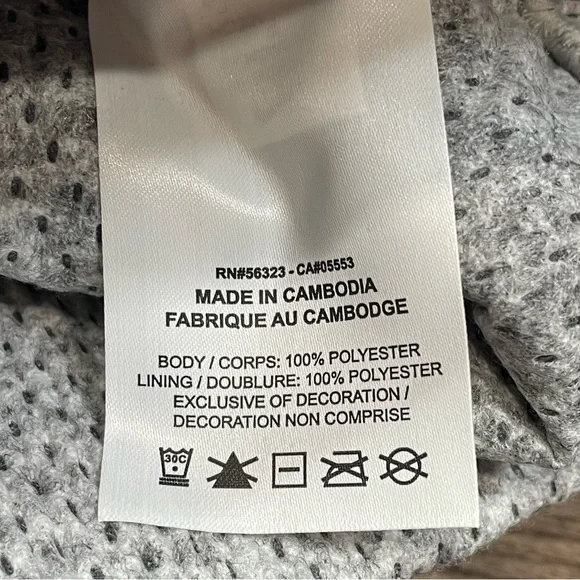 RN#56323 - CA#05553
MADE IN CAMBODIA
FABRIQUE AU CAMBODGE
BODY / CORPS: 100% POLYESTER
LINING / DOUBLURE: 100% POLYESTER
EXCLUSIVE OF DECORATION /
DECORATION NON COMPRISE
30C